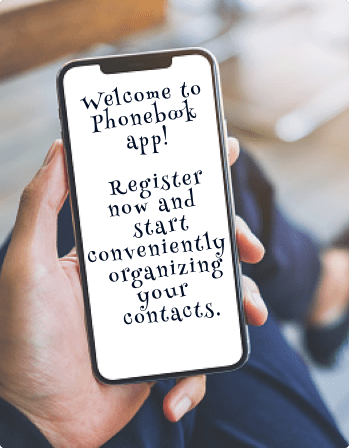 Welcome to
Phonebook
app!
Register
now and
start
conveniently
organizing
your
contacts.